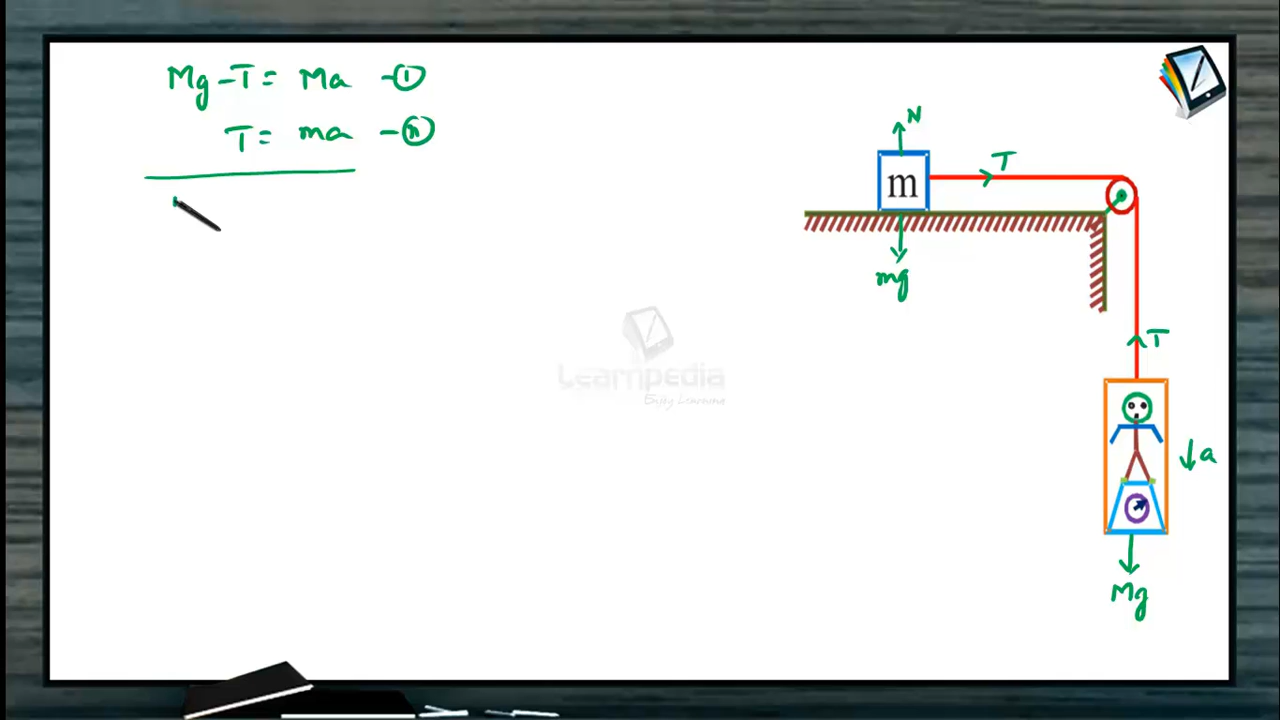 Mg - T = Ma - ①
T = ma - ②
N
T
m
mg
T
a
Mg
Learnpedia
Enjoy Learning